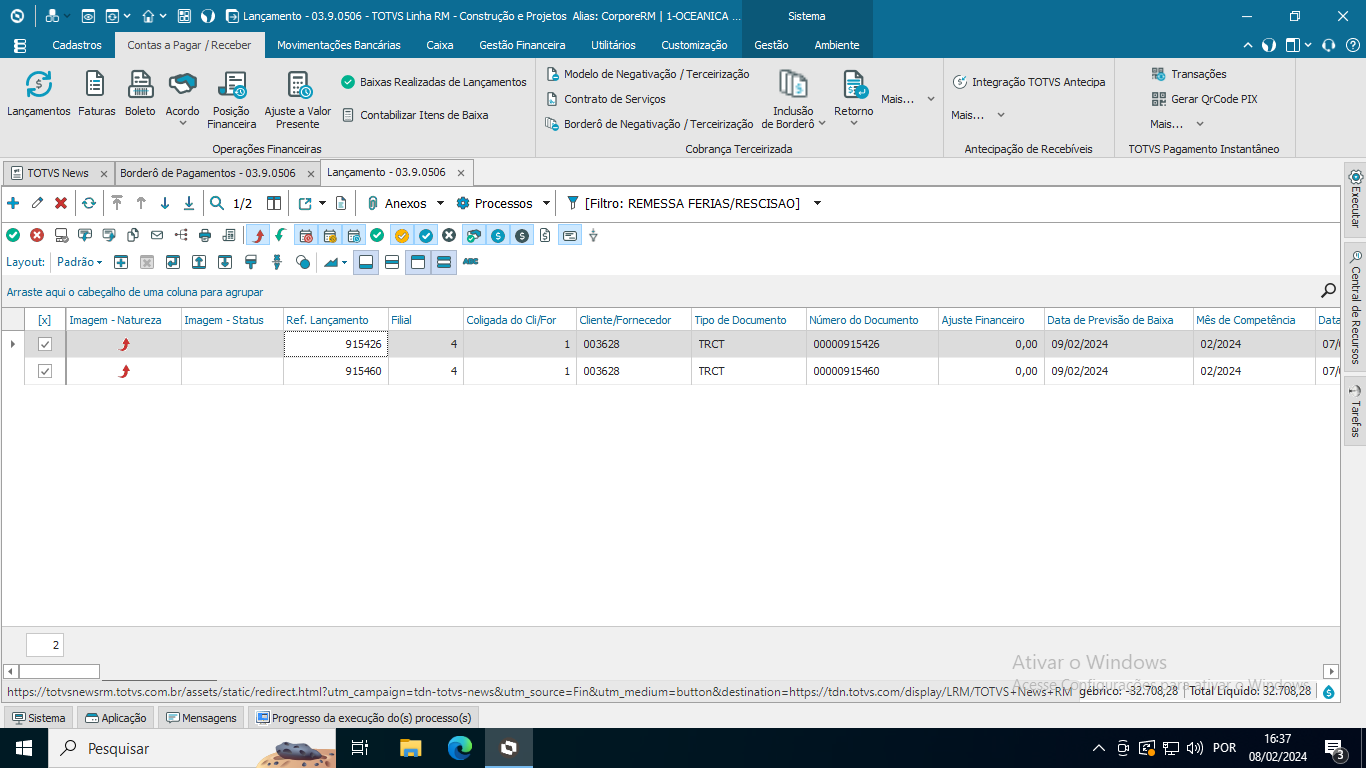 Lançamento - 03.9.0506 - TOTVS Linha RM - Construção e Projetos Alias: CorporeRM | 1-OCEANICA ... Sistema
Cadastros Contas a Pagar / Receber Movimentações Bancárias Caixa Gestão Financeira Utilitários Customização Gestão Ambiente
Lançamentos Faturas Boleto Acordo Posição Financeira Ajuste a Valor Presente
Baixas Realizadas de Lançamentos
Contabilizar Itens de Baixa
Operações Financeiras
Modelo de Negativação / Terceirização
Contrato de Serviços
Borderô de Negativação / Terceirização
Inclusão de Borderô
Retorno
Mais...
Cobrança Terceirizada
Integração TOTVS Antecipa
Mais...
Antecipação de Recebíveis
Transações
Gerar QrCode PIX
Mais...
TOTVS Pagamento Instantâneo
TOTVS News Borderô de Pagamentos - 03.9.0506 Lançamento - 03.9.0506
1/2 Anexos Processos [Filtro: REMESSA FERIAS/RESCISAO]
Layout: Padrão ABC
Arraste aqui o cabeçalho de uma coluna para agrupar
[x] Imagem - Natureza Imagem - Status Ref. Lançamento Filial Coligada do Cli/For Cliente/Fornecedor Tipo de Documento Número do Documento Ajuste Financeiro Data de Previsão de Baixa Mês de Competência Data
915426 4 1 003628 TRCT 00000915426 0,00 09/02/2024 02/2024 07/
915460 4 1 003628 TRCT 00000915460 0,00 09/02/2024 02/2024 07/
2
Executar
Central de Recursos
Tarefas
Ativar o Windows
Acesse Configurações para ativar o Windows.
https://totvsnewsrm.totvs.com.br/assets/static/redirect.html?utm_campaign=tdn-totvs-news&utm_source=Fin&utm_medium=button&destination=https://tdn.totvs.com/display/LRM/TOTVS+News+RM gébrico: -32.708,28 Total Líquido: 32.708,28
Sistema Aplicação Mensagens Progresso da execução do(s) processo(s)
Pesquisar
POR
16:37
08/02/2024
3